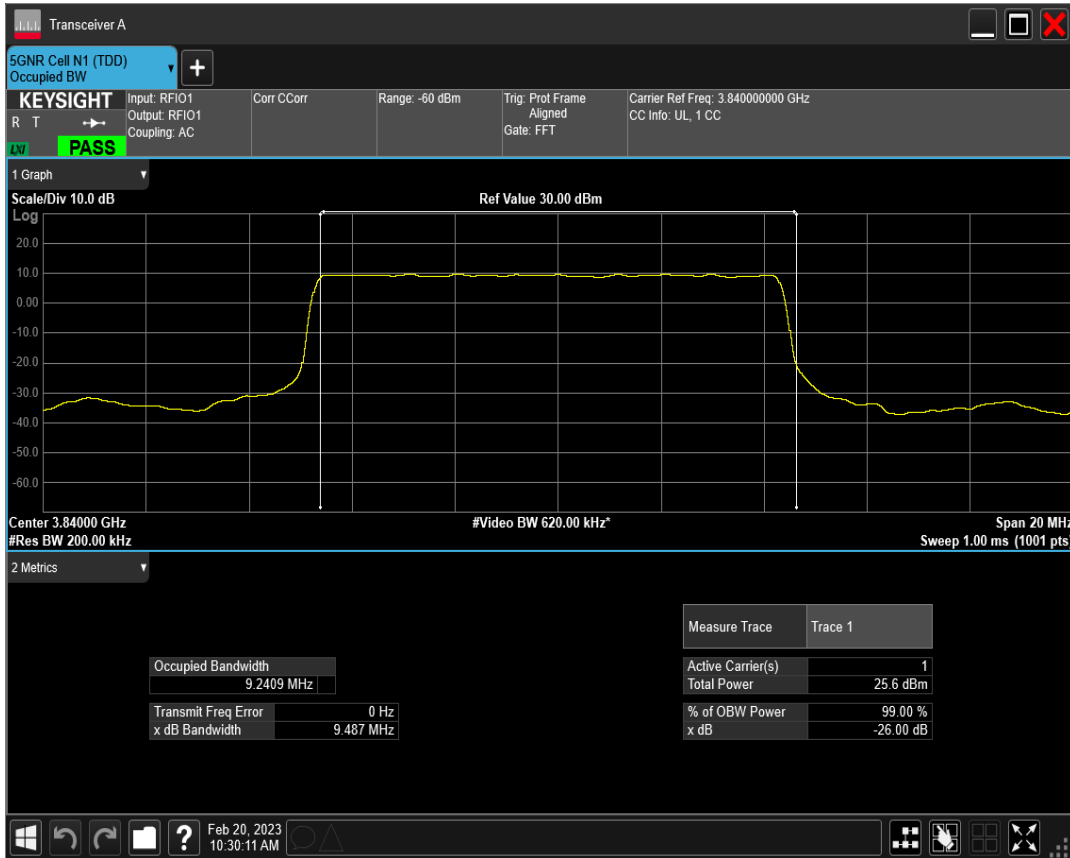 Transceiver A
5GNR Cell N1 (TDD)
Occupied BW
KEYSIGHT
R T
LXI
PASS
Input: RFIO1
Output: RFIO1
Coupling: AC
Corr CCorr
Range: -60 dBm
Trig: Prot Frame
Aligned
Gate: FFT
Carrier Ref Freq: 3.840000000 GHz
CC Info: UL, 1 CC
1 Graph
Scale/Div 10.0 dB
Ref Value 30.00 dBm
Log
20.0
10.0
0.00
-10.0
-20.0
-30.0
-40.0
-50.0
-60.0
Center 3.84000 GHz
#Video BW 620.00 kHz*
Span 20 MHz
#Res BW 200.00 kHz
Sweep 1.00 ms (1001 pts)
2 Metrics
Measure Trace Trace 1
Occupied Bandwidth
9.2409 MHz
Active Carrier(s) 1
Total Power 25.6 dBm
Transmit Freq Error 0 Hz
x dB Bandwidth 9.487 MHz
% of OBW Power 99.00 %
x dB -26.00 dB
Feb 20, 2023
10:30:11 AM